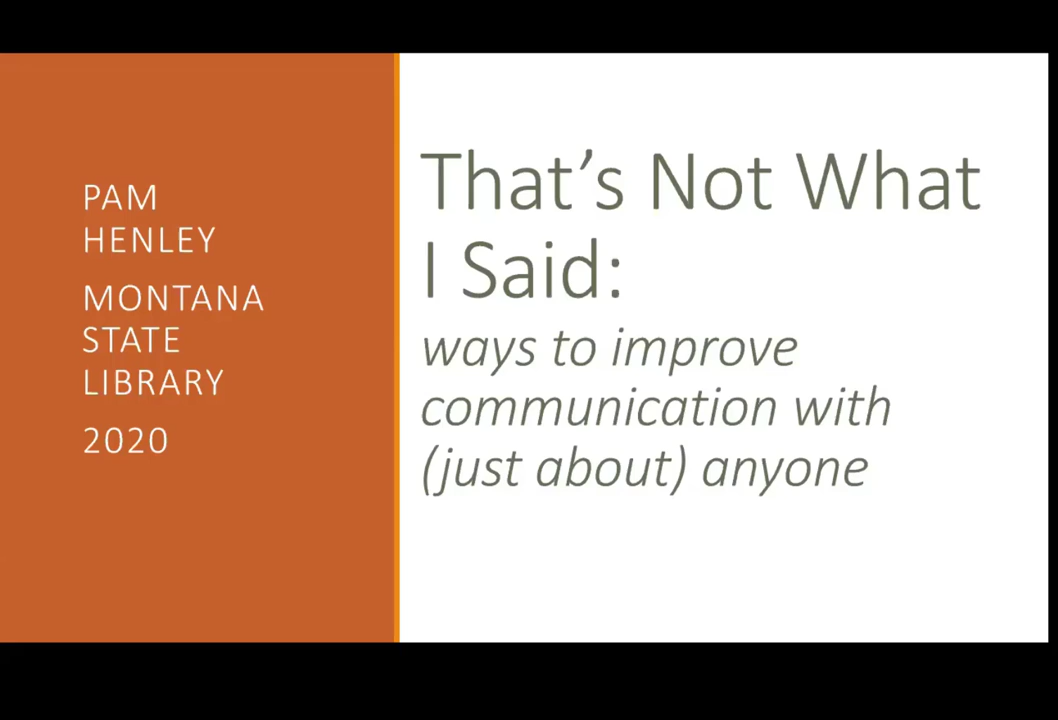 PAM
HENLEY
MONTANA
STATE
LIBRARY
2020
That’s Not What
I Said:
ways to improve
communication with
(just about) anyone